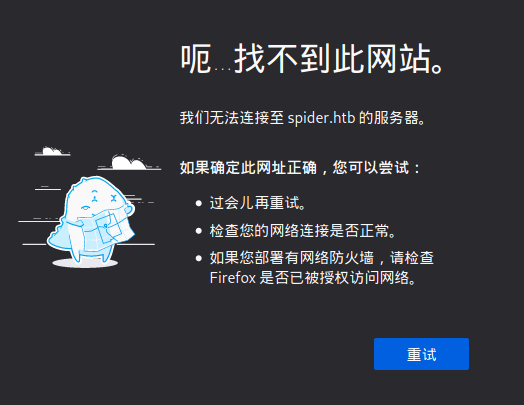 呃…找不到此网站。
我们无法连接至 spider.htb 的服务器。
如果确定此网址正确，您可以尝试：
• 过会儿再重试。
• 检查您的网络连接是否正常。
• 如果您部署有网络防火墙，请检查
Firefox 是否已被授权访问网络。
重试